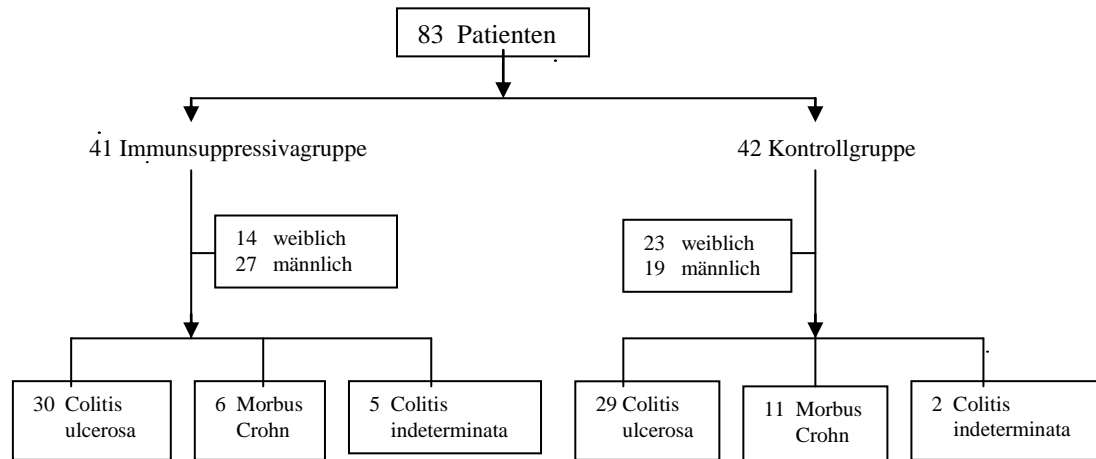 83 Patienten
41 Immunsuppressivagruppe
42 Kontrollgruppe
14 weiblich
27 männlich
23 weiblich
19 männlich
30 Colitis
ulcerosa
6 Morbus
Crohn
5 Colitis
indeterminata
29 Colitis
ulcerosa
11 Morbus
Crohn
2 Colitis
indeterminata